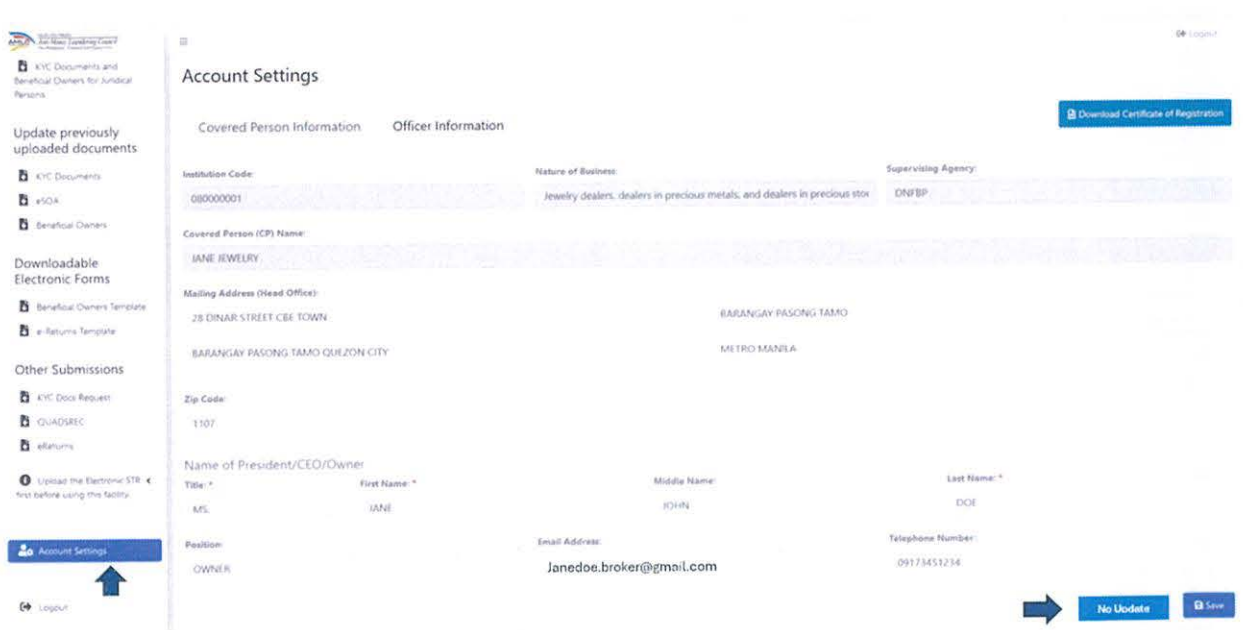 AMLC
Anti-Money Laundering Council
Logout
KYC Documents and
Beneficial Owners for Juridical
Persons
Account Settings
Covered Person Information
Officer Information
Download Certificate of Registration
Update previously
uploaded documents
KYC Documents
eSOA
Beneficial Owners
Institution Code:
Nature of Business:
Supervising Agency:
080000001
Jewelry dealers, dealers in precious metals, and dealers in precious stor
DNFBP
Covered Person (CP) Name:
JANE JEWELRY
Downloadable
Electronic Forms
Beneficial Owners Template
e-Returns Template
Mailing Address (Head Office):
28 DINAR STREET CBE TOWN
BARANGAY PASONG TAMO
BARANGAY PASONG TAMO QUEZON CITY
METRO MANILA
Other Submissions
KYC Docs Request
QUADSREC
eReturns
Upload the Electronic STR
first before using this facility.
Zip Code:
1107
Name of President/CEO/Owner
Title: *
First Name: *
Middle Name:
Last Name: *
MS.
JANE
JOHN
DOE
Position:
Email Address:
Telephone Number:
OWNER
Janedoe.broker@gmail.com
09173451234
Account Settings
Logout
No Update
Save